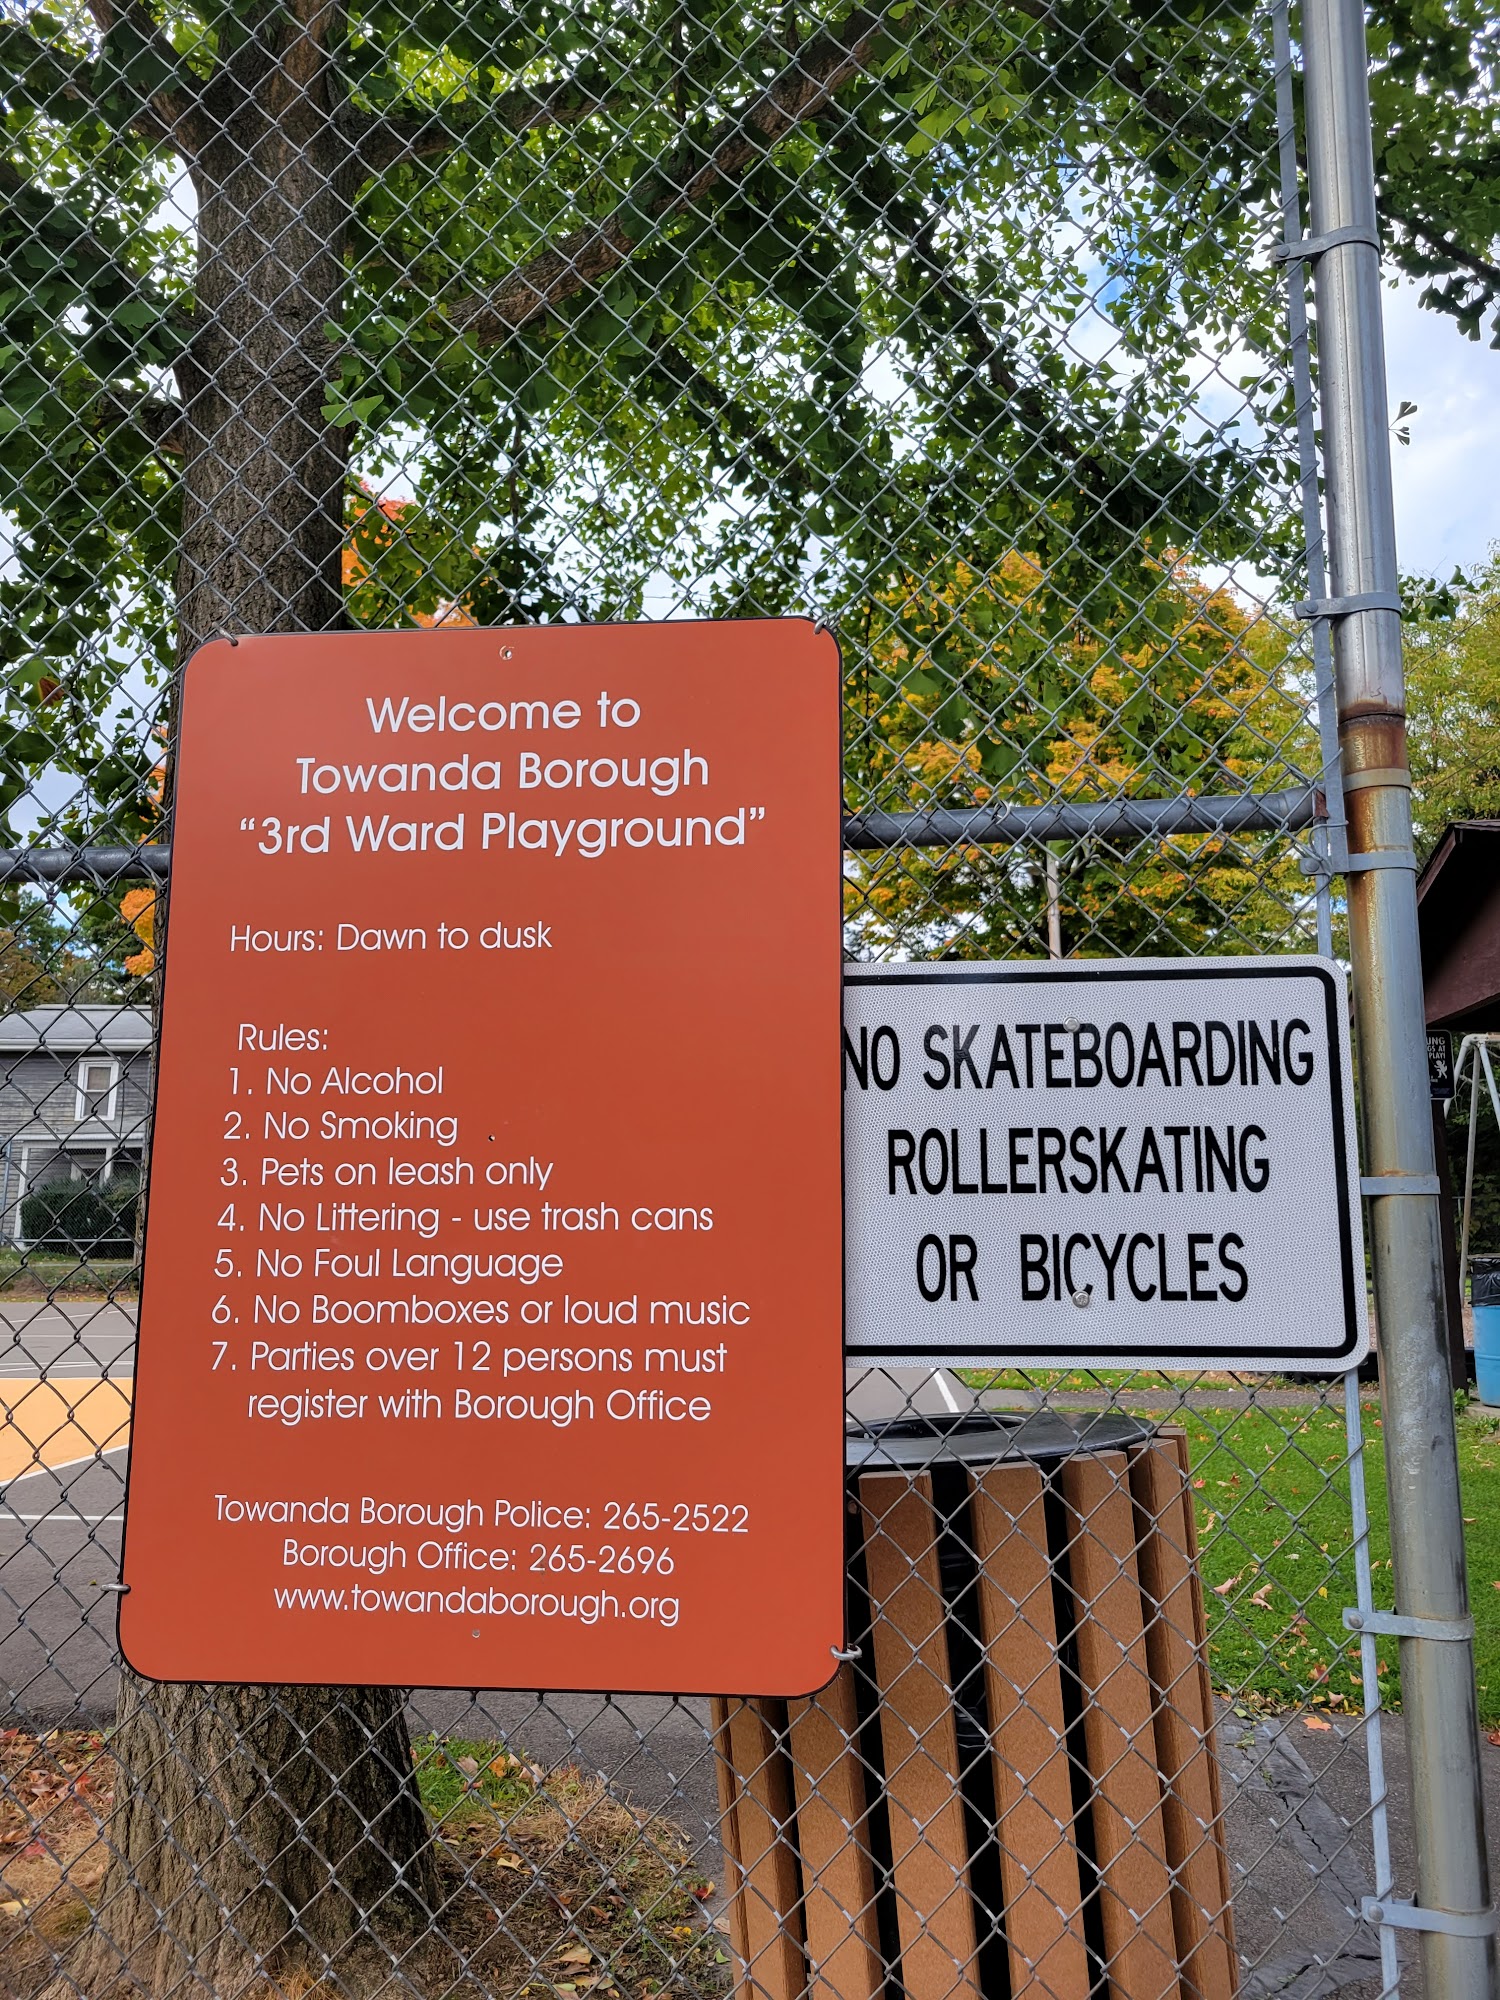 Welcome to
Towanda Borough
“3rd Ward Playground”
Hours: Dawn to dusk
Rules:
1. No Alcohol
2. No Smoking
3. Pets on leash only
4. No Littering - use trash cans
5. No Foul Language
6. No Boomboxes or loud music
7. Parties over 12 persons must
register with Borough Office
Towanda Borough Police: 265-2522
Borough Office: 265-2696
www.towandaborough.org
NO SKATEBOARDING
ROLLERSKATING
OR BICYCLES